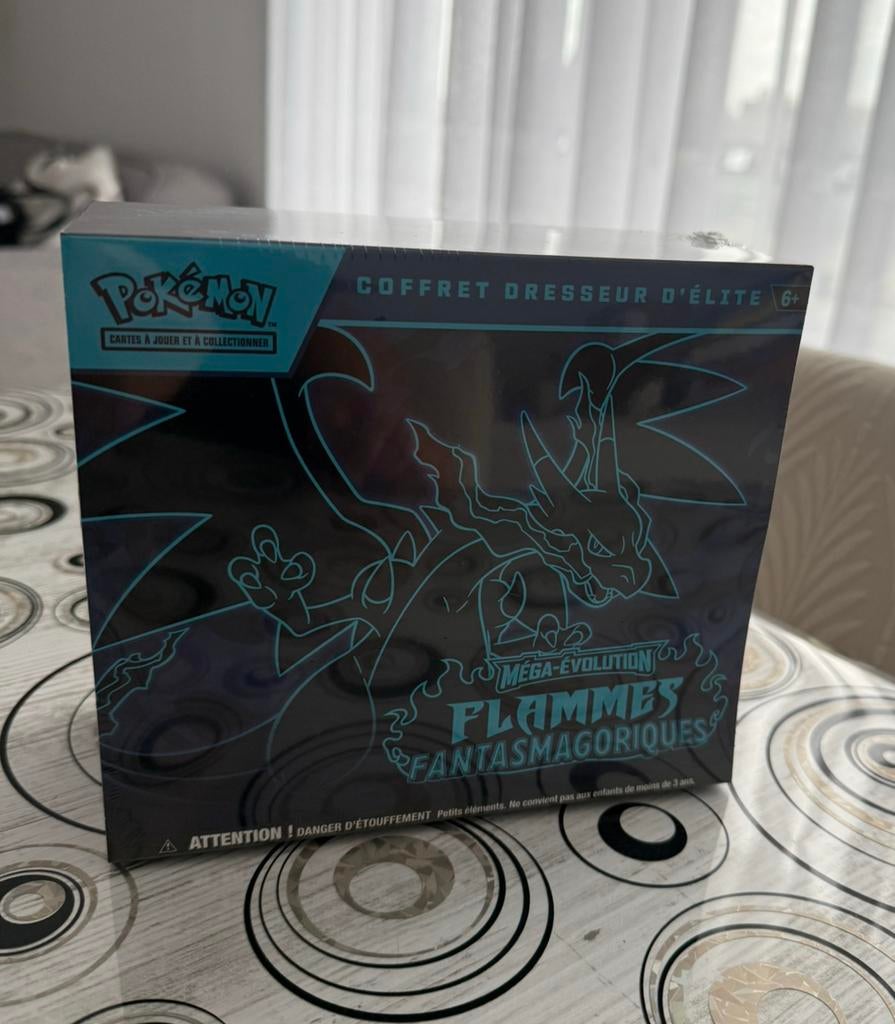 POKéMON
CARTES À JOUER ET À COLLECTIONNER
COFFRET DRESSEUR D'ÉLITE 6+
MÉGA-ÉVOLUTION
FLAMMES
FANTASMAGORIQUES
ATTENTION ! DANGER D'ÉTOUFFEMENT Petits éléments. Ne convient pas aux enfants de moins de 3 ans.